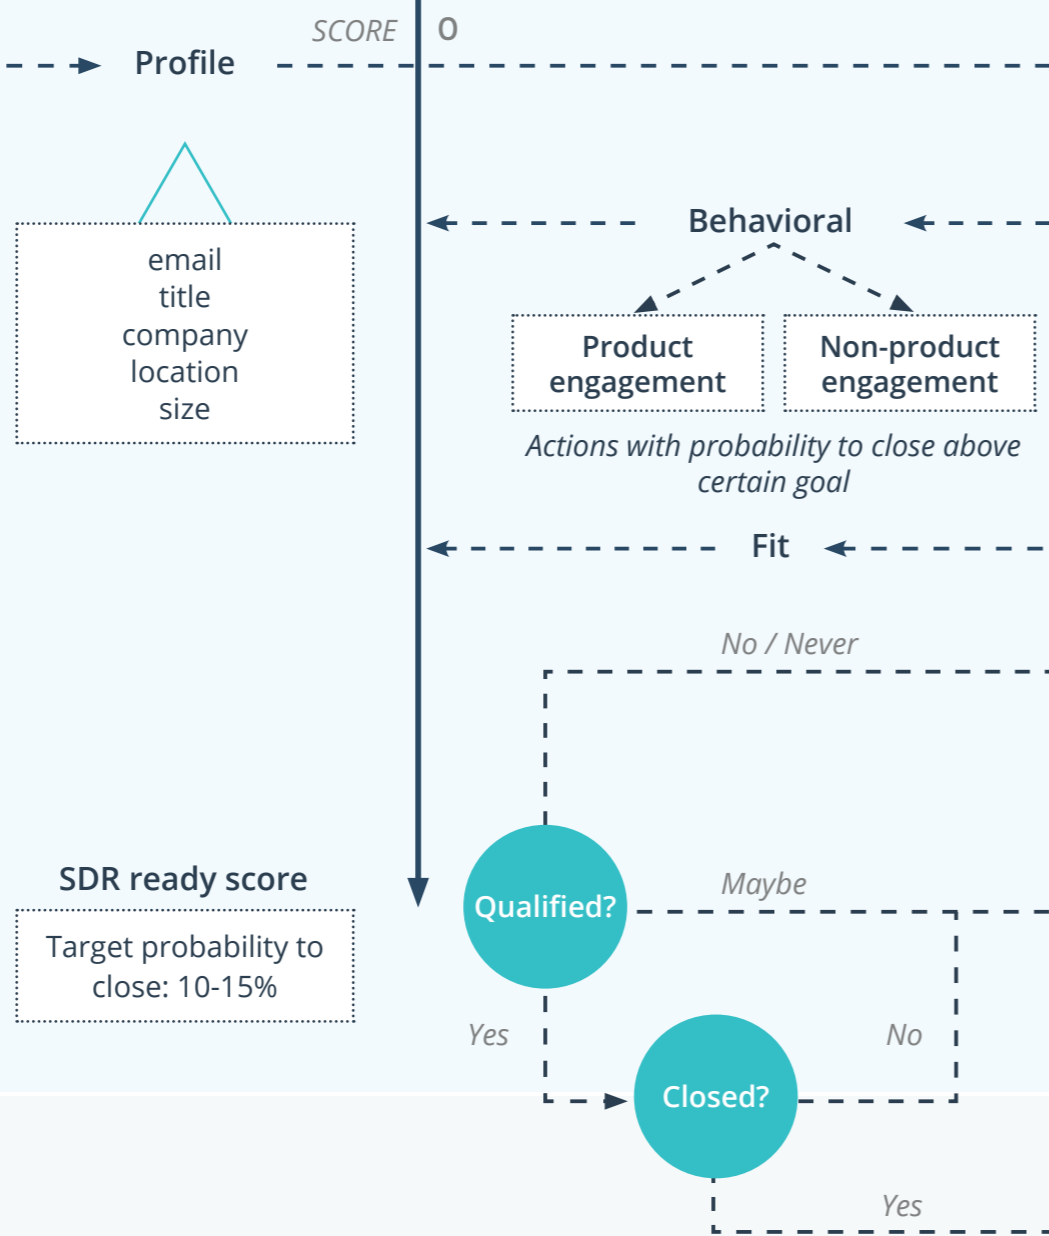 SCORE 0
Profile
Behavioral
email
title
company
location
size
Product
engagement
Non-product
engagement
Actions with probability to close above
certain goal
Fit
No / Never
SDR ready score
Target probability to
close: 10-15%
Qualified?
Maybe
Yes
No
Closed?
Yes